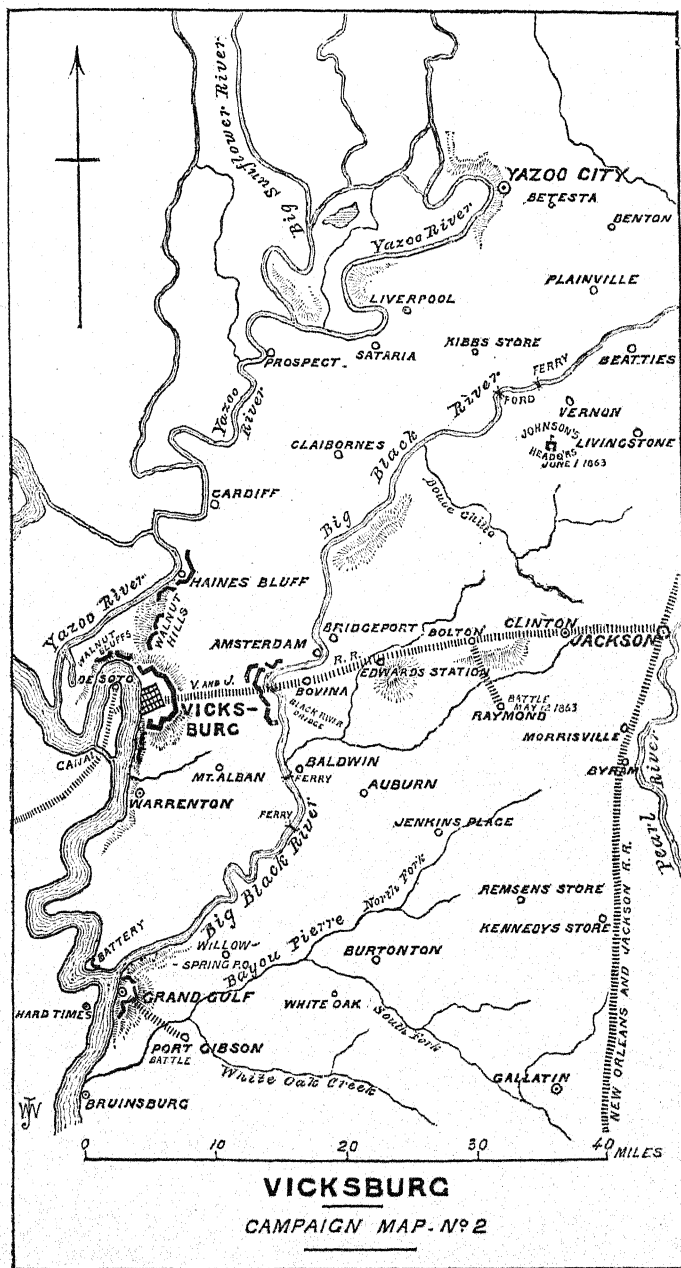 Big Sunflower River
YAZOO CITY
BETESTA
BENTON
Yazoo River
PLAINVILLE
LIVERPOOL
PROSPECT
SATARIA
KIBBS STORE
FERRY
BEATTIES
FORD
VERNON
Yazoo
River
JOHNSON'S
HEADQ'RS
JUNE 1 1863
LIVINGSTONE
CLAIBORNES
Big Black River
CARDIFF
HAINES BLUFF
WALNUT
HILLS
Yazoo River
WALNUT
BLUFFS
DE SOTO
AMSTERDAM
BRIDGEPORT
BOLTON
CLINTON
JACKSON
V. AND J. R.R.
EDWARDS STATION
BOVINA
BLACK RIVER
BRIDGE
VICKS-
BURG
BATTLE
MAY 12 1863
RAYMOND
MORRISVILLE
CANAL
MT. ALBAN
BALDWIN
FERRY
AUBURN
BYRAM
Pearl River
WARRENTON
FERRY
JENKINS PLACE
Big Black River
North Fork
REMSENS' STORE
KENNEDYS STORE
BATTERY
WILLOW-
-SPRING P.O.
Bayou Pierre
BURTONTON
GRAND GULF
HARD TIMES
WHITE OAK
South Fork
PORT GIBSON
BATTLE
White Oak Creek
GALLATIN
NEW ORLEANS AND JACKSON R.R.
BRUINSBURG
0 10 20 30 40 MILES
VICKSBURG
CAMPAIGN MAP. Nº 2